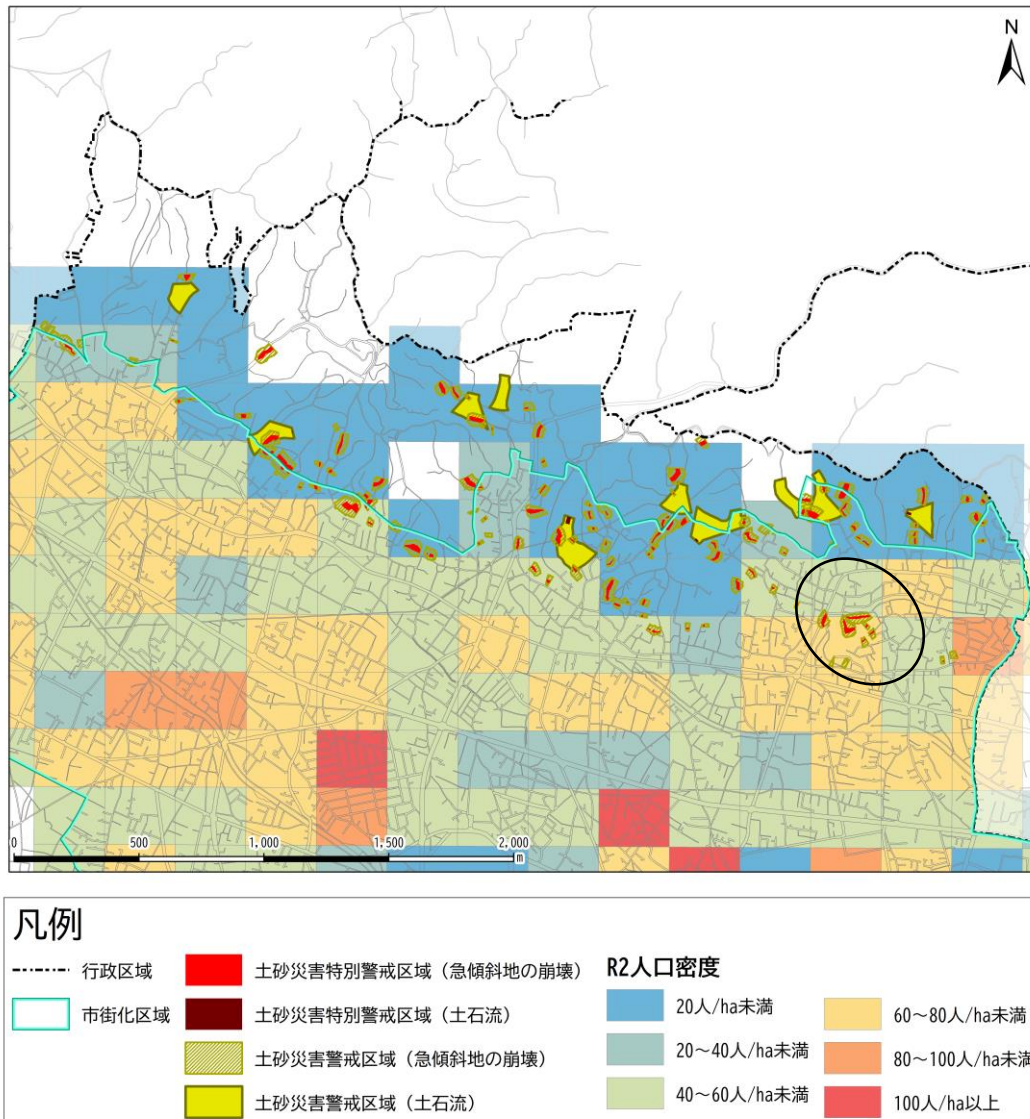 N
0 500 1,000 1,500 2,000
m
凡例
行政区域
市街化区域
土砂災害特別警戒区域（急傾斜地の崩壊）
土砂災害特別警戒区域（土石流）
土砂災害警戒区域（急傾斜地の崩壊）
土砂災害警戒区域（土石流）
R2人口密度
20人/ha未満
20～40人/ha未満
40～60人/ha未満
60～80人/ha未満
80～100人/ha未満
100人/ha以上